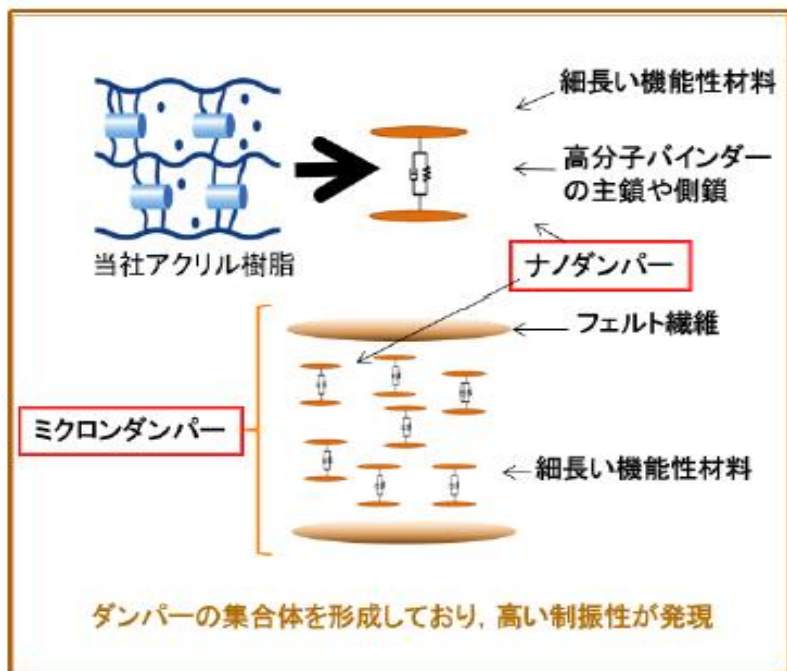 細長い機能性材料
高分子バインダー
の主鎖や側鎖
当社アクリル樹脂
ナノダンパー
フェルト繊維
ミクロンダンパー
細長い機能性材料
ダンパーの集合体を形成しており, 高い制振性が発現